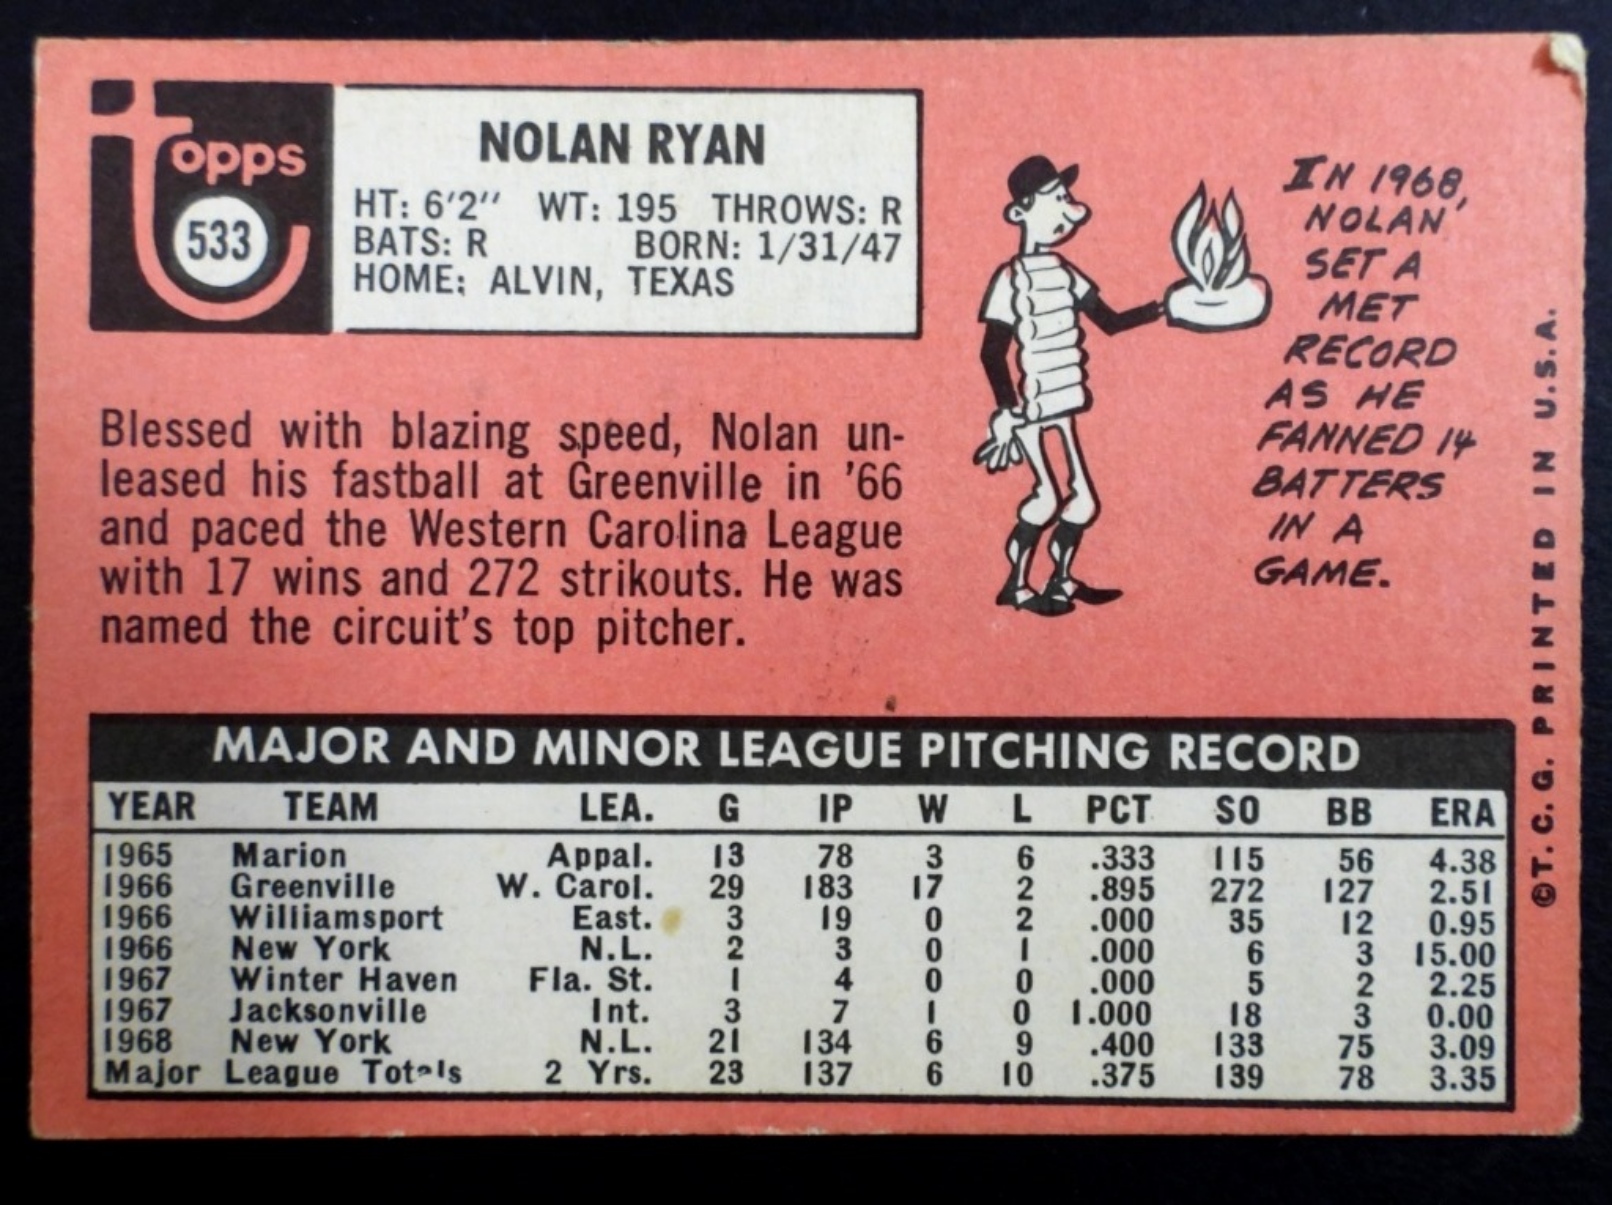 topps
533
NOLAN RYAN
HT: 6'2" WT: 195 THROWS: R
BATS: R BORN: 1/31/47
HOME: ALVIN, TEXAS
IN 1968,
NOLAN
SET A
MET
RECORD
AS HE
FANNED 14
BATTERS
IN A
GAME.
Blessed with blazing speed, Nolan un-
leased his fastball at Greenville in '66
and paced the Western Carolina League
with 17 wins and 272 strikouts. He was
named the circuit's top pitcher.
MAJOR AND MINOR LEAGUE PITCHING RECORD
YEAR TEAM LEA. G IP W L PCT SO BB ERA
1965 Marion Appal. 13 78 3 6 .333 115 56 4.38
1966 Greenville W. Carol. 29 183 17 2 .895 272 127 2.51
1966 Williamsport East. 3 19 0 2 .000 35 12 0.95
1966 New York N.L. 2 3 0 1 .000 6 3 15.00
1967 Winter Haven Fla. St. 1 4 0 0 .000 5 2 2.25
1967 Jacksonville Int. 3 7 1 0 1.000 18 3 0.00
1968 New York N.L. 21 134 6 9 .400 133 75 3.09
Major League Totals 2 Yrs. 23 137 6 10 .375 139 78 3.35
©T.C.G. PRINTED IN U.S.A.